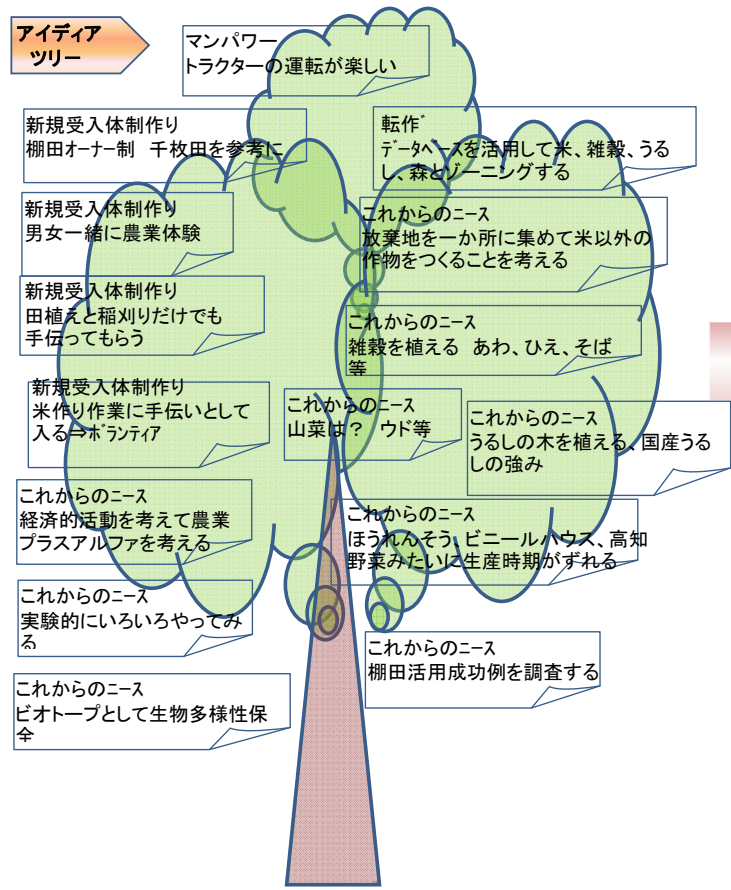 アイディア
ツリー
マンパワー
トラクターの運転が楽しい
新規受入体制作り
棚田オーナー制　千枚田を参考に
転作
データベースを活用して米、雑穀、うる
し、森とゾーニングする
新規受入体制作り
男女一緒に農業体験
これからのニース
放棄地を一か所に集めて米以外の
作物をつくることを考える
新規受入体制作り
田植えと稲刈りだけでも
手伝ってもらう
これからのニース
雑穀を植える　あわ、ひえ、そば
等
新規受入体制作り
米作り作業に手伝いとして
入る⇒ボランティア
これからのニース
山菜は？　ウド等
これからのニース
うるしの木を植える、国産うる
しの強み
これからのニース
経済的活動を考えて農業
プラスアルファを考える
これからのニース
ほうれんそう、ビニールハウス、高知
野菜みたいに生産時期がずれる
これからのニース
実験的にいろいろやってみ
る
これからのニース
棚田活用成功例を調査する
これからのニース
ビオトープとして生物多様性保
全